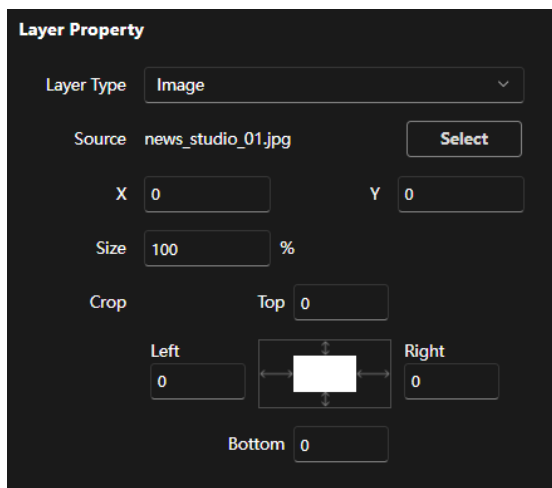 Layer Property
Layer Type Image
Source news_studio_01.jpg Select
X 0 Y 0
Size 100 %
Crop Top 0
Left Right
0 0
Bottom 0